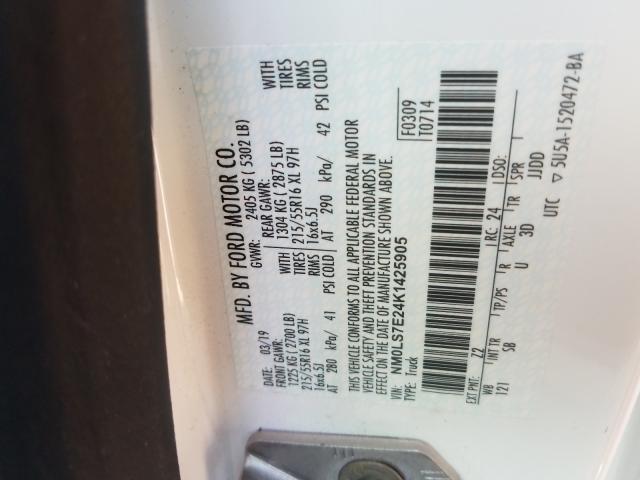 MFD. BY FORD MOTOR CO.
DATE: 03/19 GVWR: 2405 KG ( 5302 LB)
FRONT GAWR: REAR GAWR: WITH
1225 KG (2700 LB) 1304 KG ( 2875 LB) TIRES
215/55R16 XL 97H TIRES 215/55R16 XL 97H RIMS
16x6.5J RIMS 16x6.5J
AT 280 kPa/ 41 PSI COLD AT 290 kPa/ 42 PSI COLD
THIS VEHICLE CONFORMS TO ALL APPLICABLE FEDERAL MOTOR
VEHICLE SAFETY AND THEFT PREVENTION STANDARDS IN
EFFECT ON THE DATE OF MANUFACTURE SHOWN ABOVE.
VIN: NM0LS7E24K1425905 F0309
TYPE: Truck T0714
EXT PNT: Z2 RC: 24 DSO:
WB INT TR TP/PS R AXLE TR SPR
121 SB U 3D JJDD
UTC ▽ 5U5A-1520472-BA
WITH